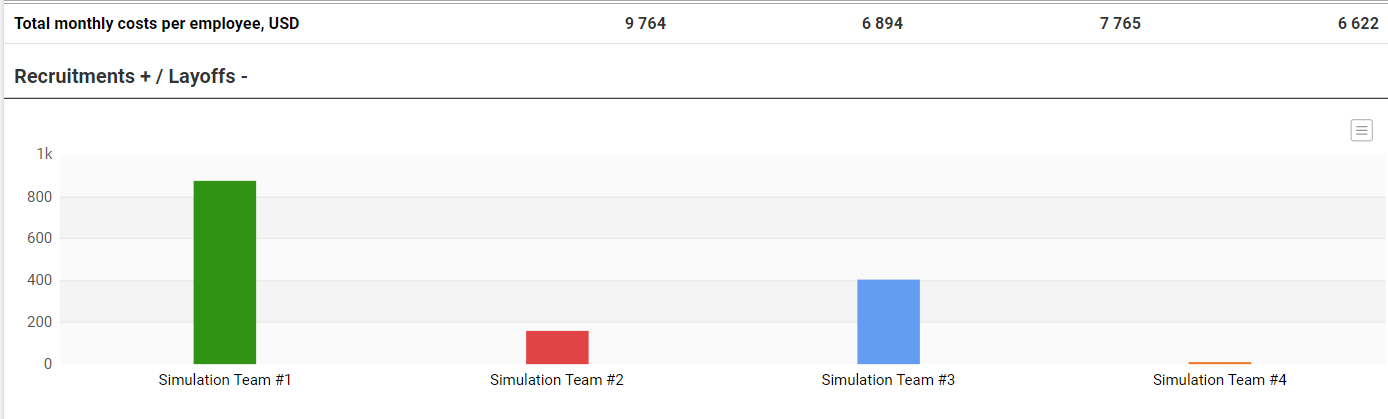 Total monthly costs per employee, USD 9 764 6 894 7 765 6 622
Recruitments + / Layoffs -
1k
800
600
400
200
0
Simulation Team #1 Simulation Team #2 Simulation Team #3 Simulation Team #4